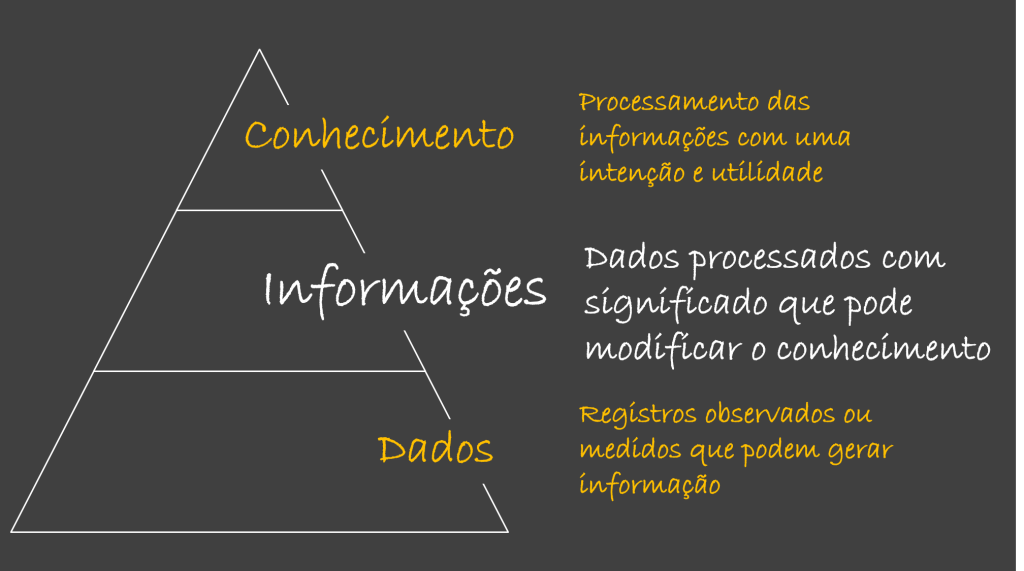 Conhecimento
Processamento das
informações com uma
intenção e utilidade
Informações
Dados processados com
significado que pode
modificar o conhecimento
Dados
Registros observados ou
medidos que podem gerar
informação